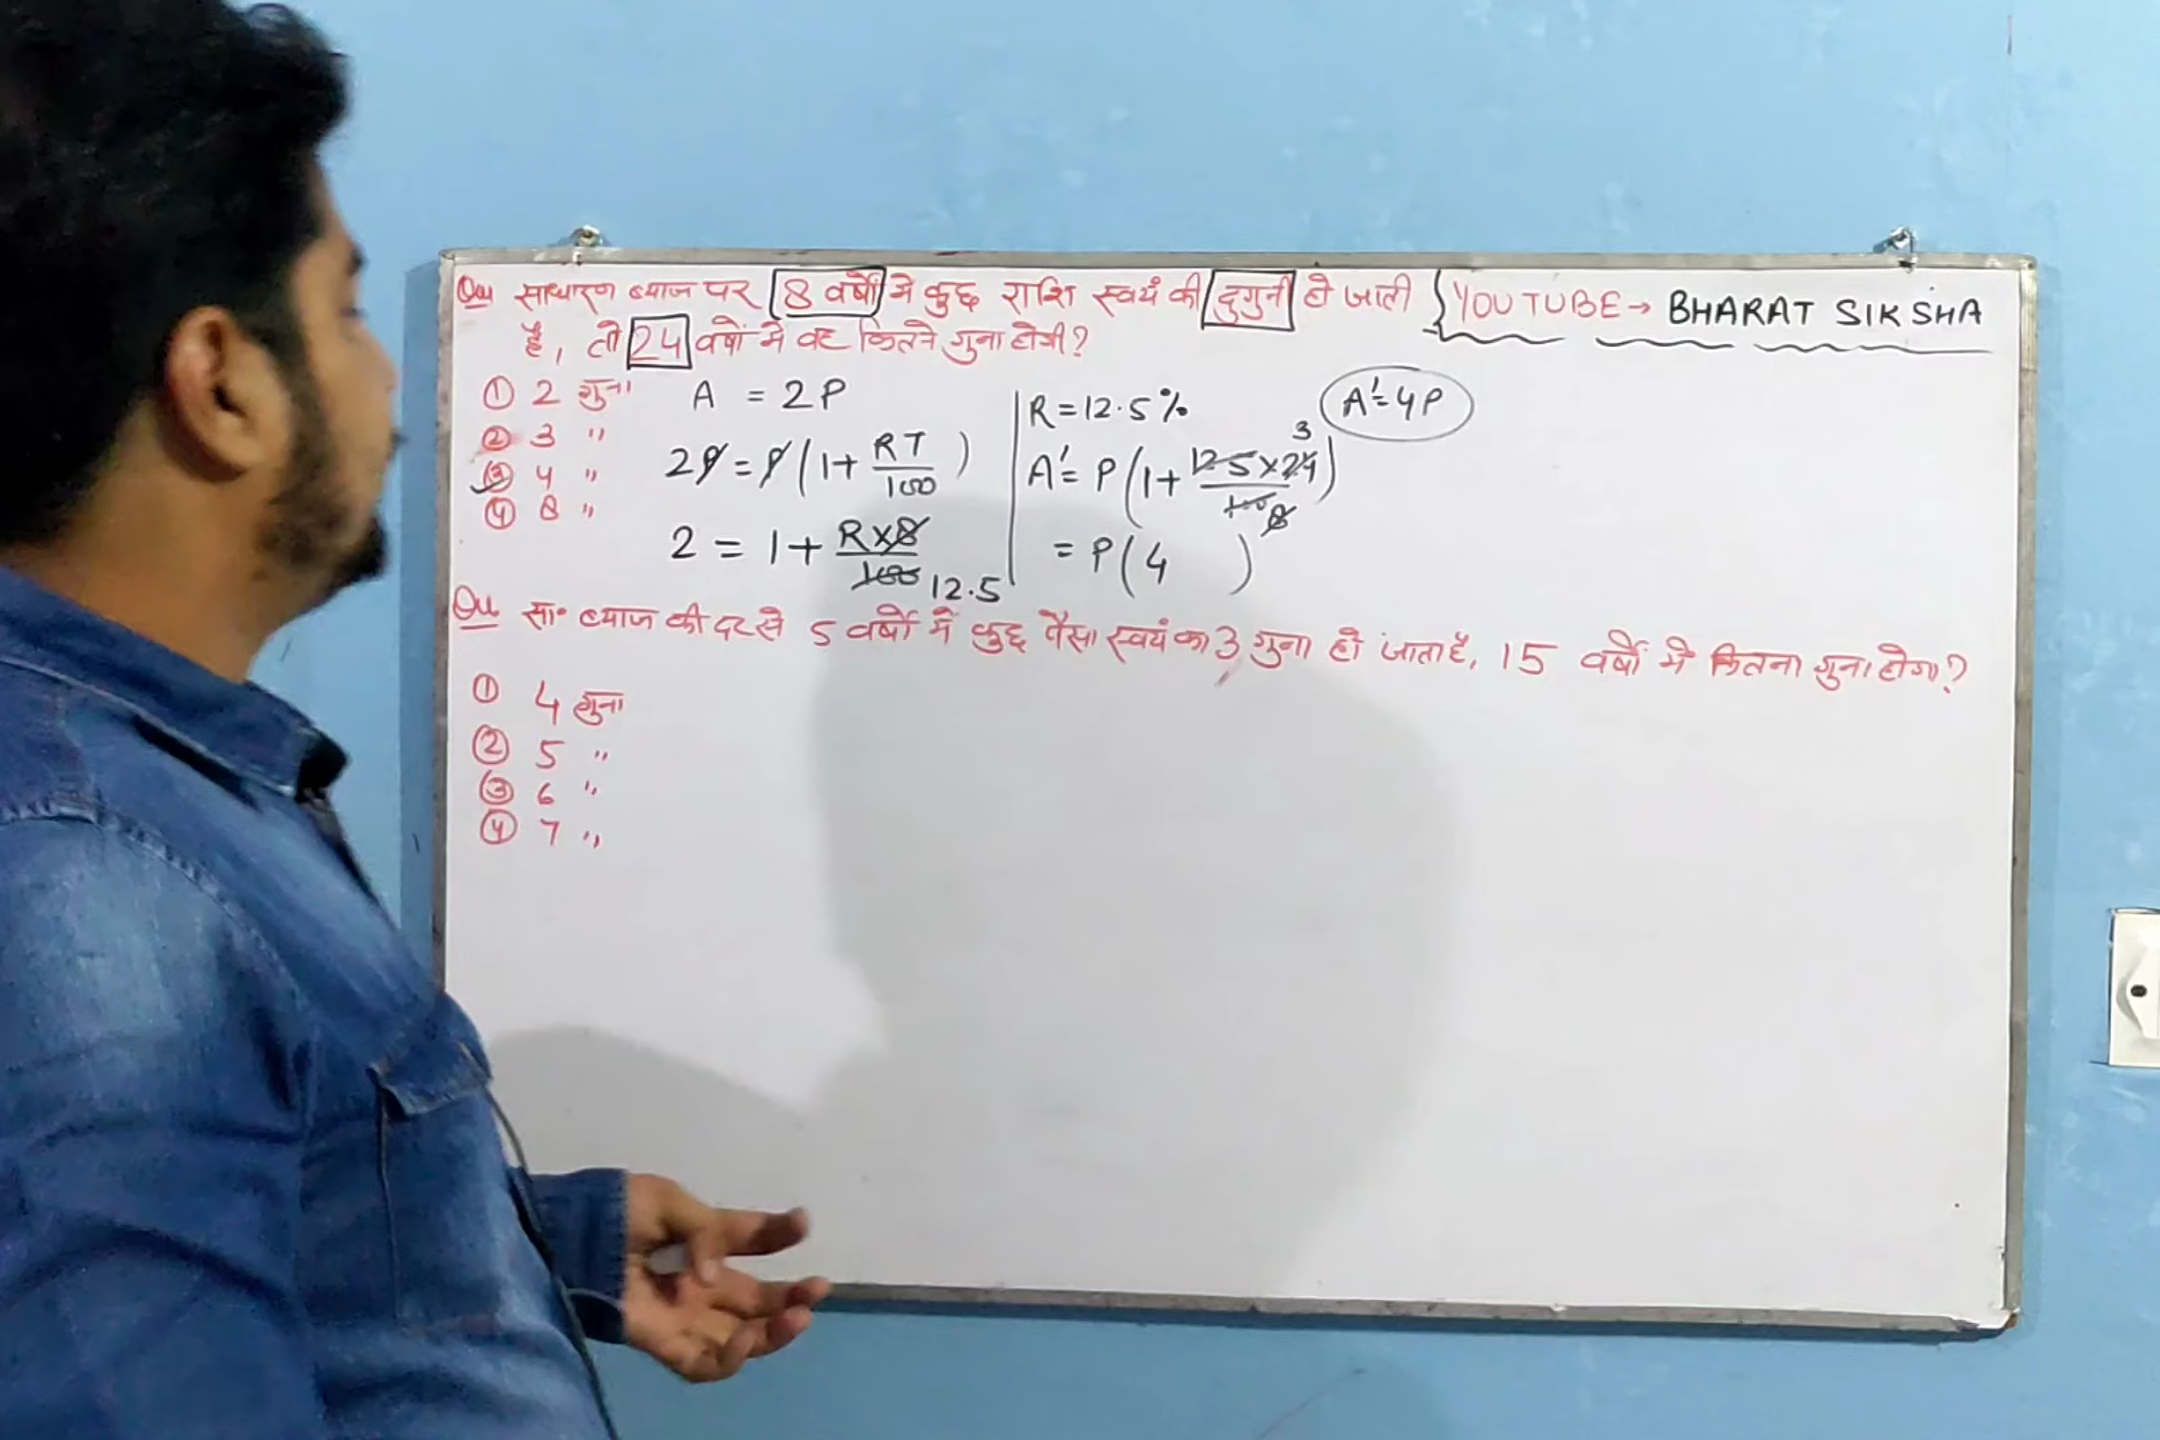 Qu साधारण ब्याज पर 8 वर्षों मे कुछ राशि स्वयं की दुगुनी हो जाती
है, तो 24 वर्षों मे वह कितने गुना होगी?
YOUTUBE → BHARAT SIKSHA
① 2 गुना
② 3 "
③ 4 "
④ 8 "
A = 2P
2P = P(1+ RT/100)
2 = 1+ R×8/100 12.5
R = 12.5%
A' = P(1+ 12.5×24/100) 3 8
= P(4 )
A' = 4P
Qu सा॰ ब्याज की दर से 5 वर्षों में कुछ पैसा स्वयं का 3 गुना हो जाता है, 15 वर्षों मे कितना गुना होगा?
① 4 गुना
② 5 "
③ 6 "
④ 7 "